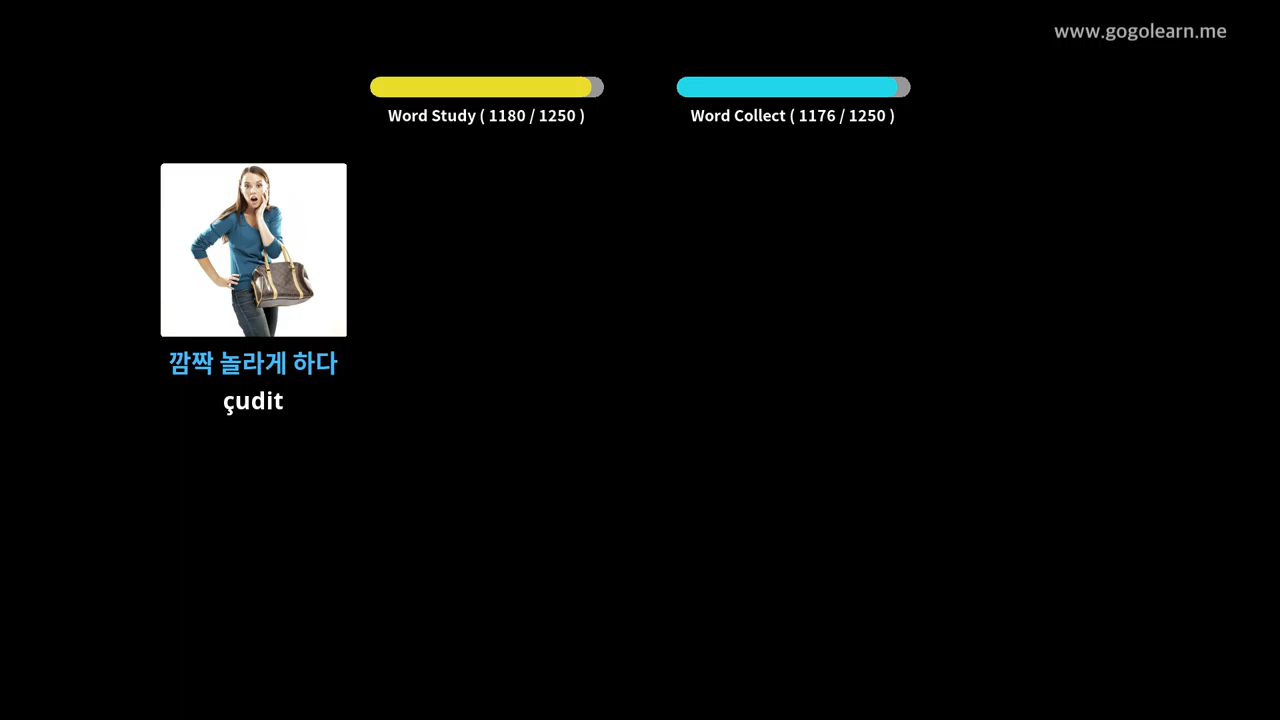 www.gogolearn.me
Word Study ( 1180 / 1250 )
Word Collect ( 1176 / 1250 )
깜짝 놀라게 하다
çudit